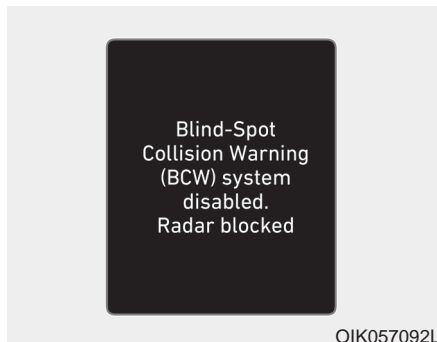 Blind-Spot
Collision Warning
(BCW) system
disabled.
Radar blocked
OIK057092L